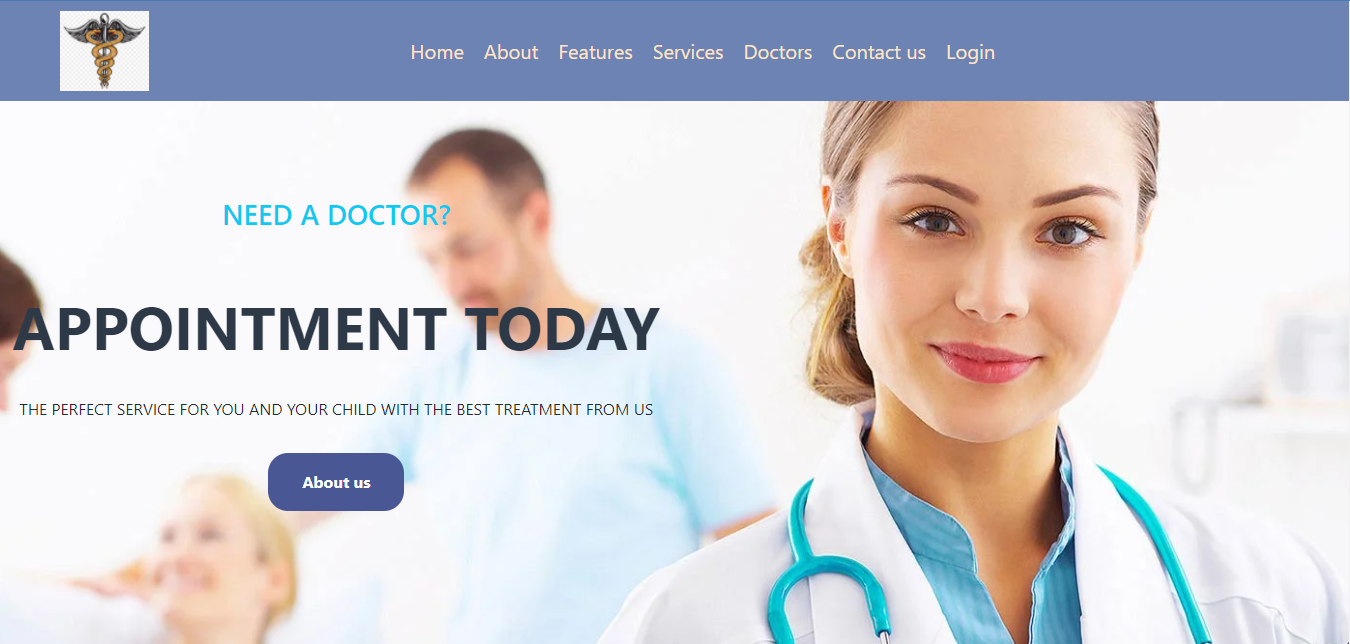 Home About Features Services Doctors Contact us Login
NEED A DOCTOR?
APPOINTMENT TODAY
THE PERFECT SERVICE FOR YOU AND YOUR CHILD WITH THE BEST TREATMENT FROM US
About us